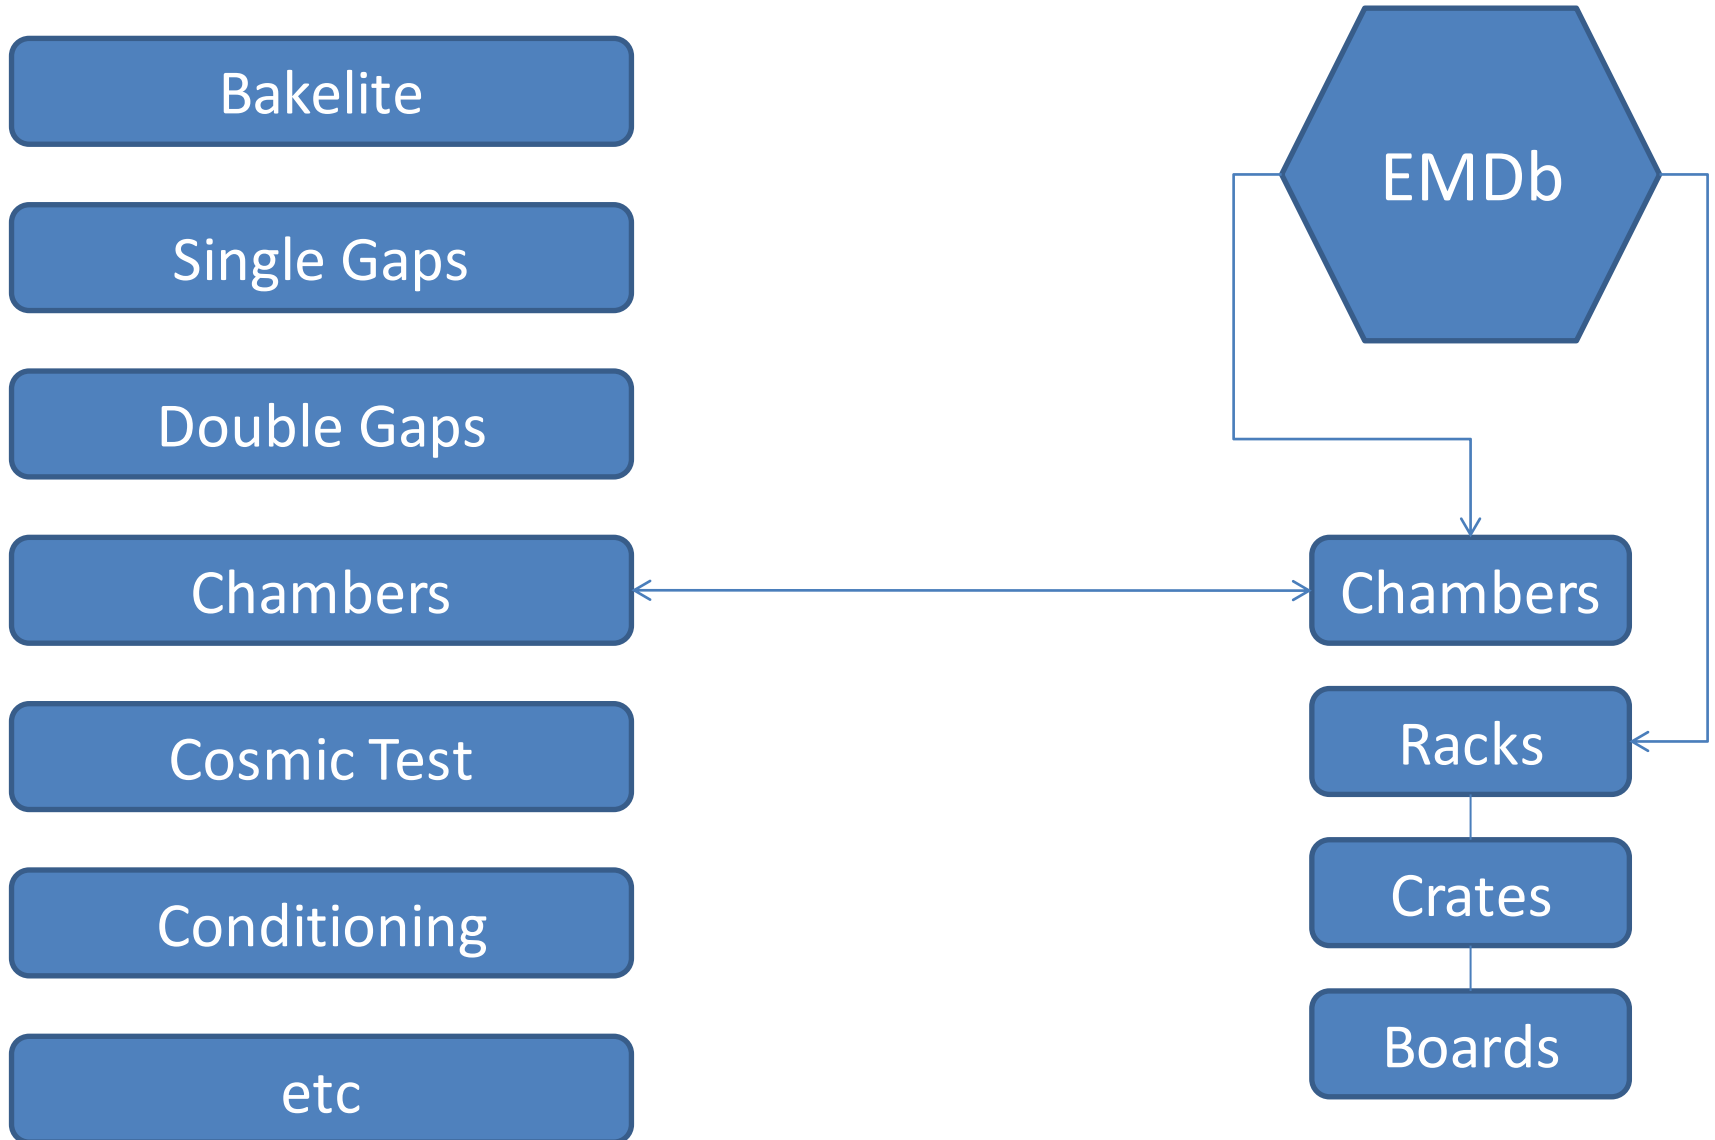 Bakelite
Single Gaps
Double Gaps
Chambers
Cosmic Test
Conditioning
etc
EMDb
Chambers
Racks
Crates
Boards